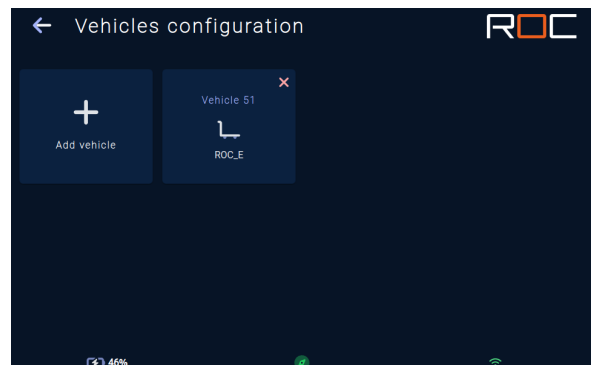 Vehicles configuration
ROC
Add vehicle
Vehicle 51
ROC_E
46%